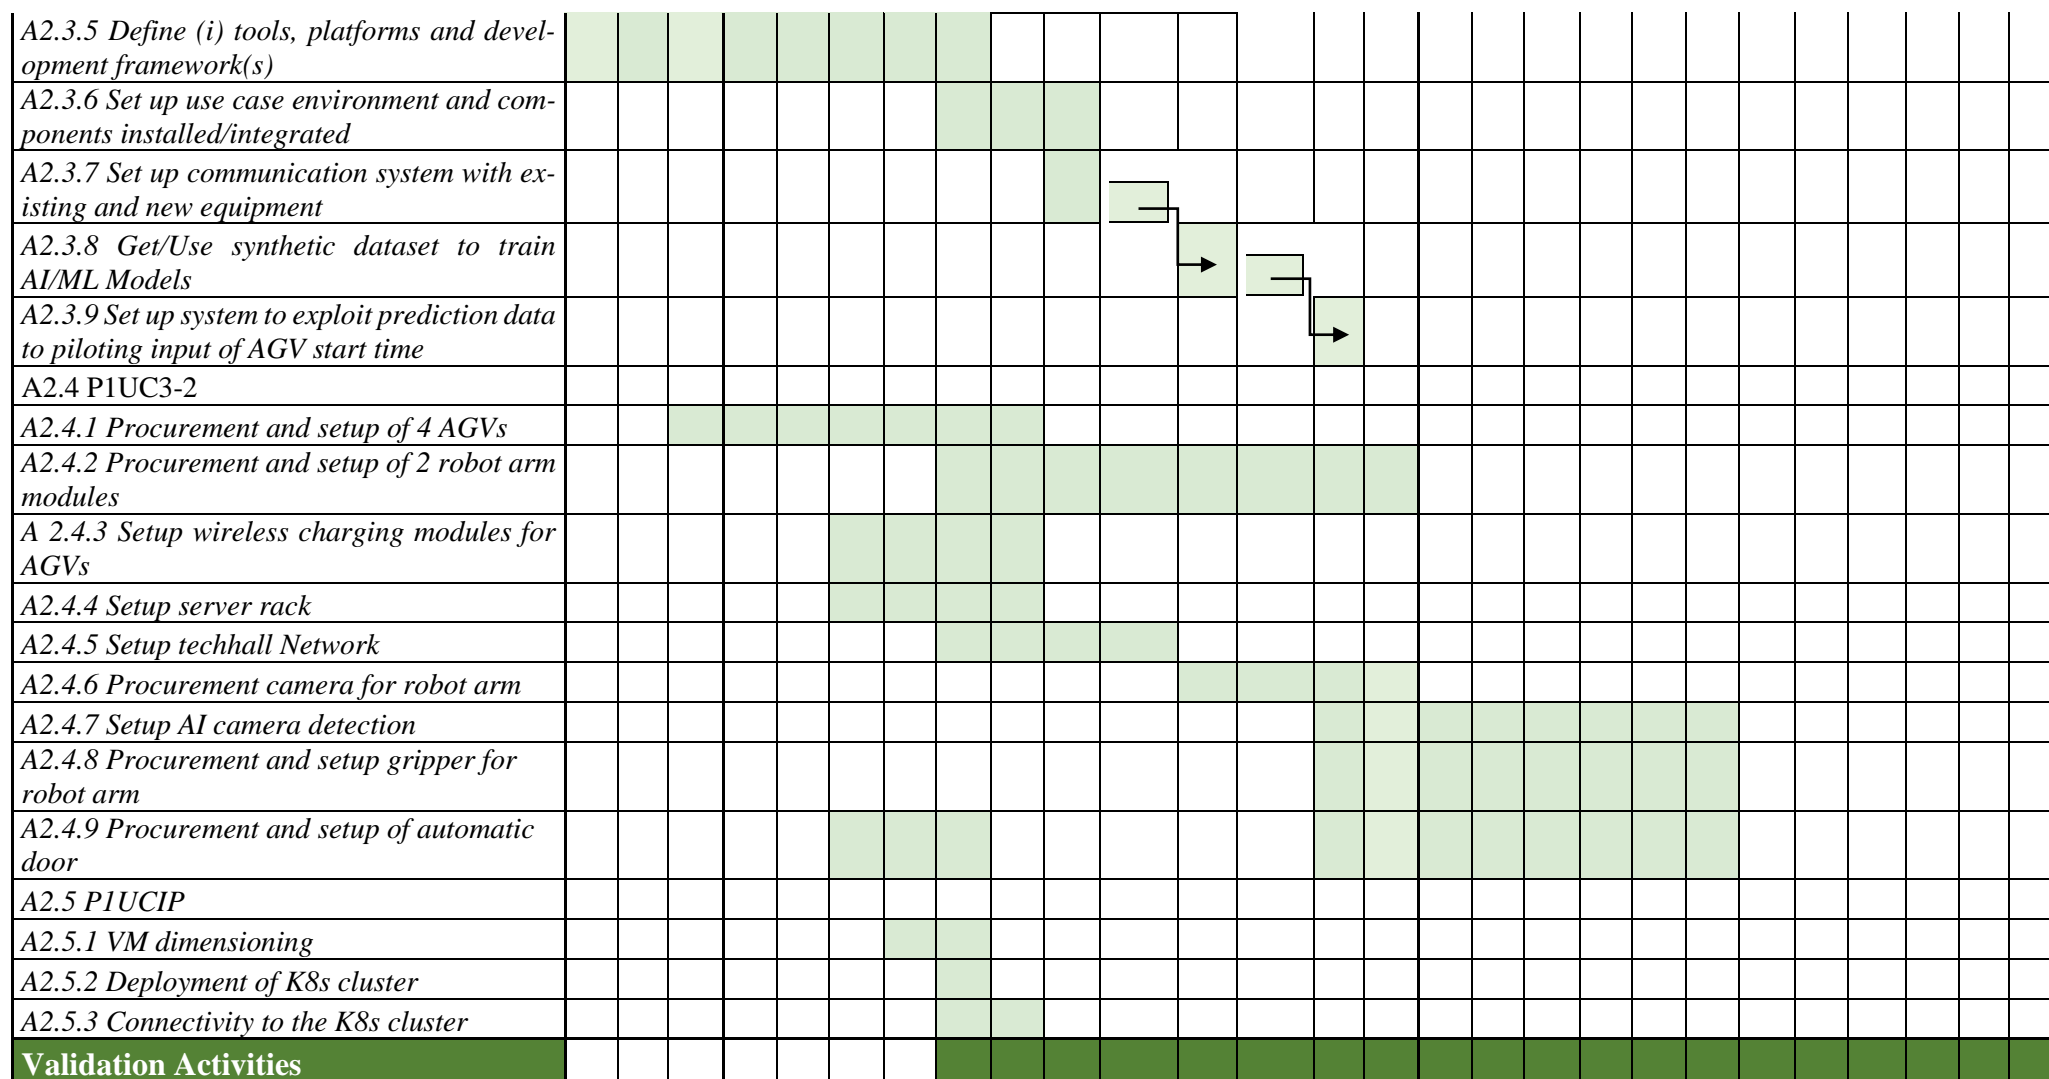 A2.3.5 Define (i) tools, platforms and devel-
opment framework(s)
A2.3.6 Set up use case environment and com-
ponents installed/integrated
A2.3.7 Set up communication system with ex-
isting and new equipment
A2.3.8 Get/Use synthetic dataset to train
AI/ML Models
A2.3.9 Set up system to exploit prediction data
to piloting input of AGV start time
A2.4 P1UC3-2
A2.4.1 Procurement and setup of 4 AGVs
A2.4.2 Procurement and setup of 2 robot arm
modules
A 2.4.3 Setup wireless charging modules for
AGVs
A2.4.4 Setup server rack
A2.4.5 Setup techhall Network
A2.4.6 Procurement camera for robot arm
A2.4.7 Setup AI camera detection
A2.4.8 Procurement and setup gripper for
robot arm
A2.4.9 Procurement and setup of automatic
door
A2.5 P1UCIP
A2.5.1 VM dimensioning
A2.5.2 Deployment of K8s cluster
A2.5.3 Connectivity to the K8s cluster
Validation Activities